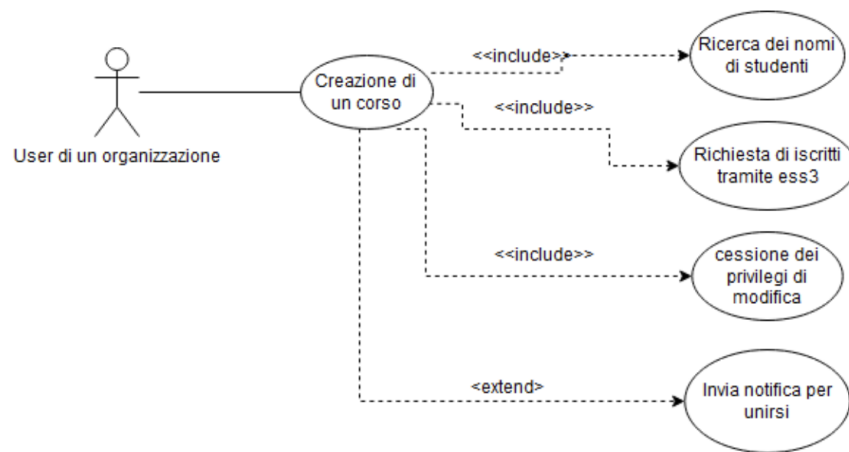 User di un organizzazione
Creazione di
un corso
<<include>>
Ricerca dei nomi
di studenti
<<include>>
Richiesta di iscritti
tramite ess3
<<include>>
cessione dei
privilegi di
modifica
<extend>
Invia notifica per
unirsi